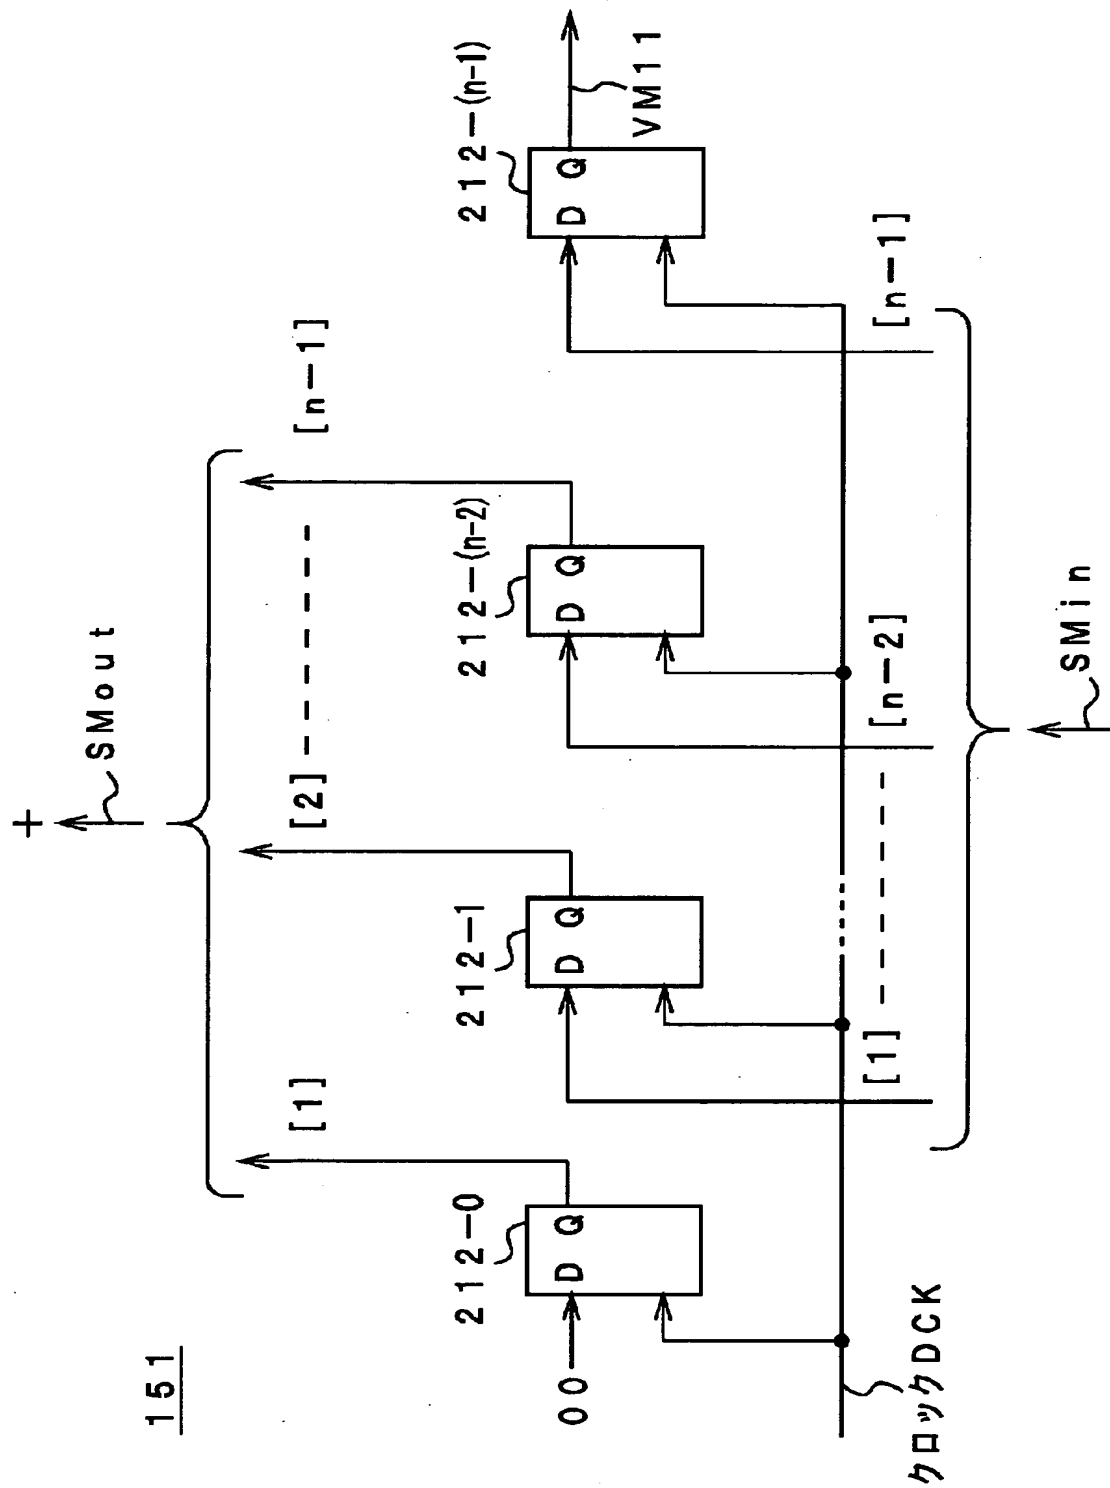 151
+
SMout
[1]
[2]
[n-1]
212-0
212-1
212-(n-2)
212-(n-1)
00
D Q
D Q
D Q
D Q
VM11
[1]
[n-2]
[n-1]
クロックDCK
SMin